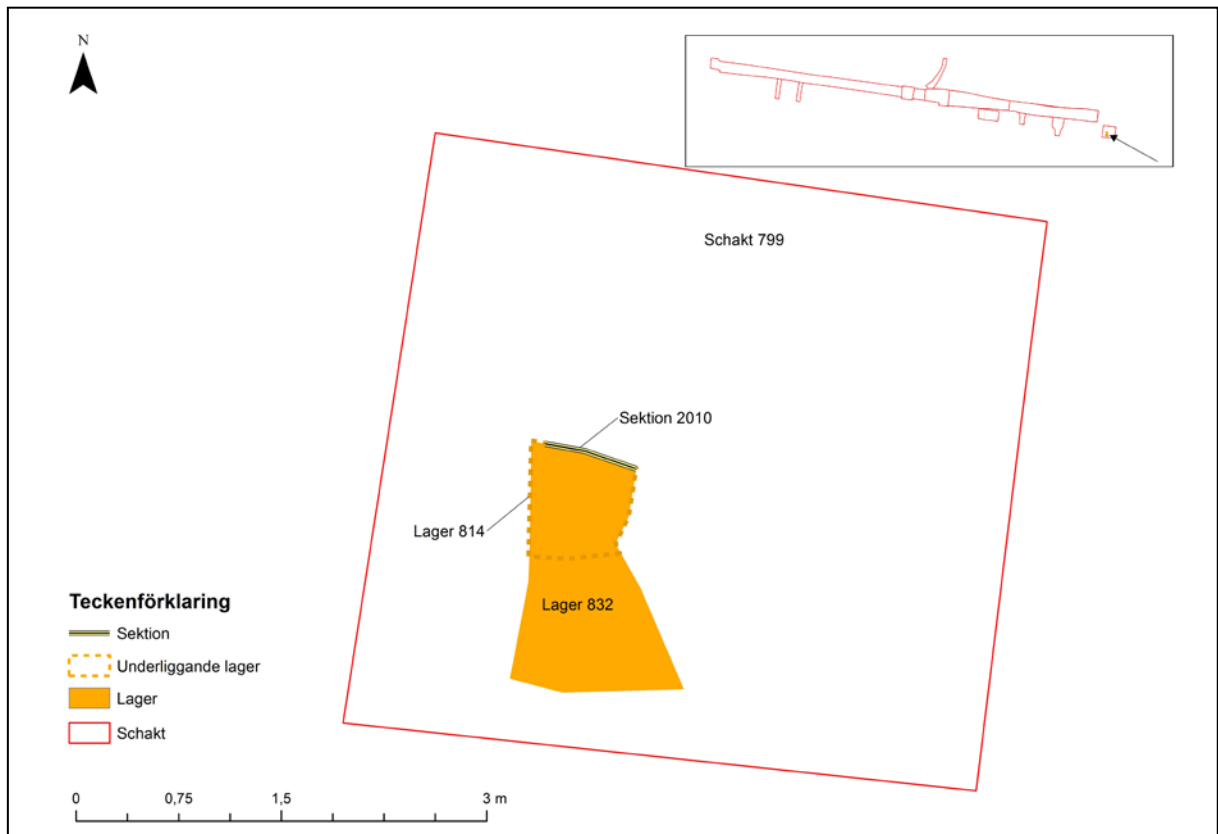 N
Schakt 799
Sektion 2010
Lager 814
Lager 832
Teckenförklaring
Sektion
Underliggande lager
Lager
Schakt
0 0,75 1,5 3 m